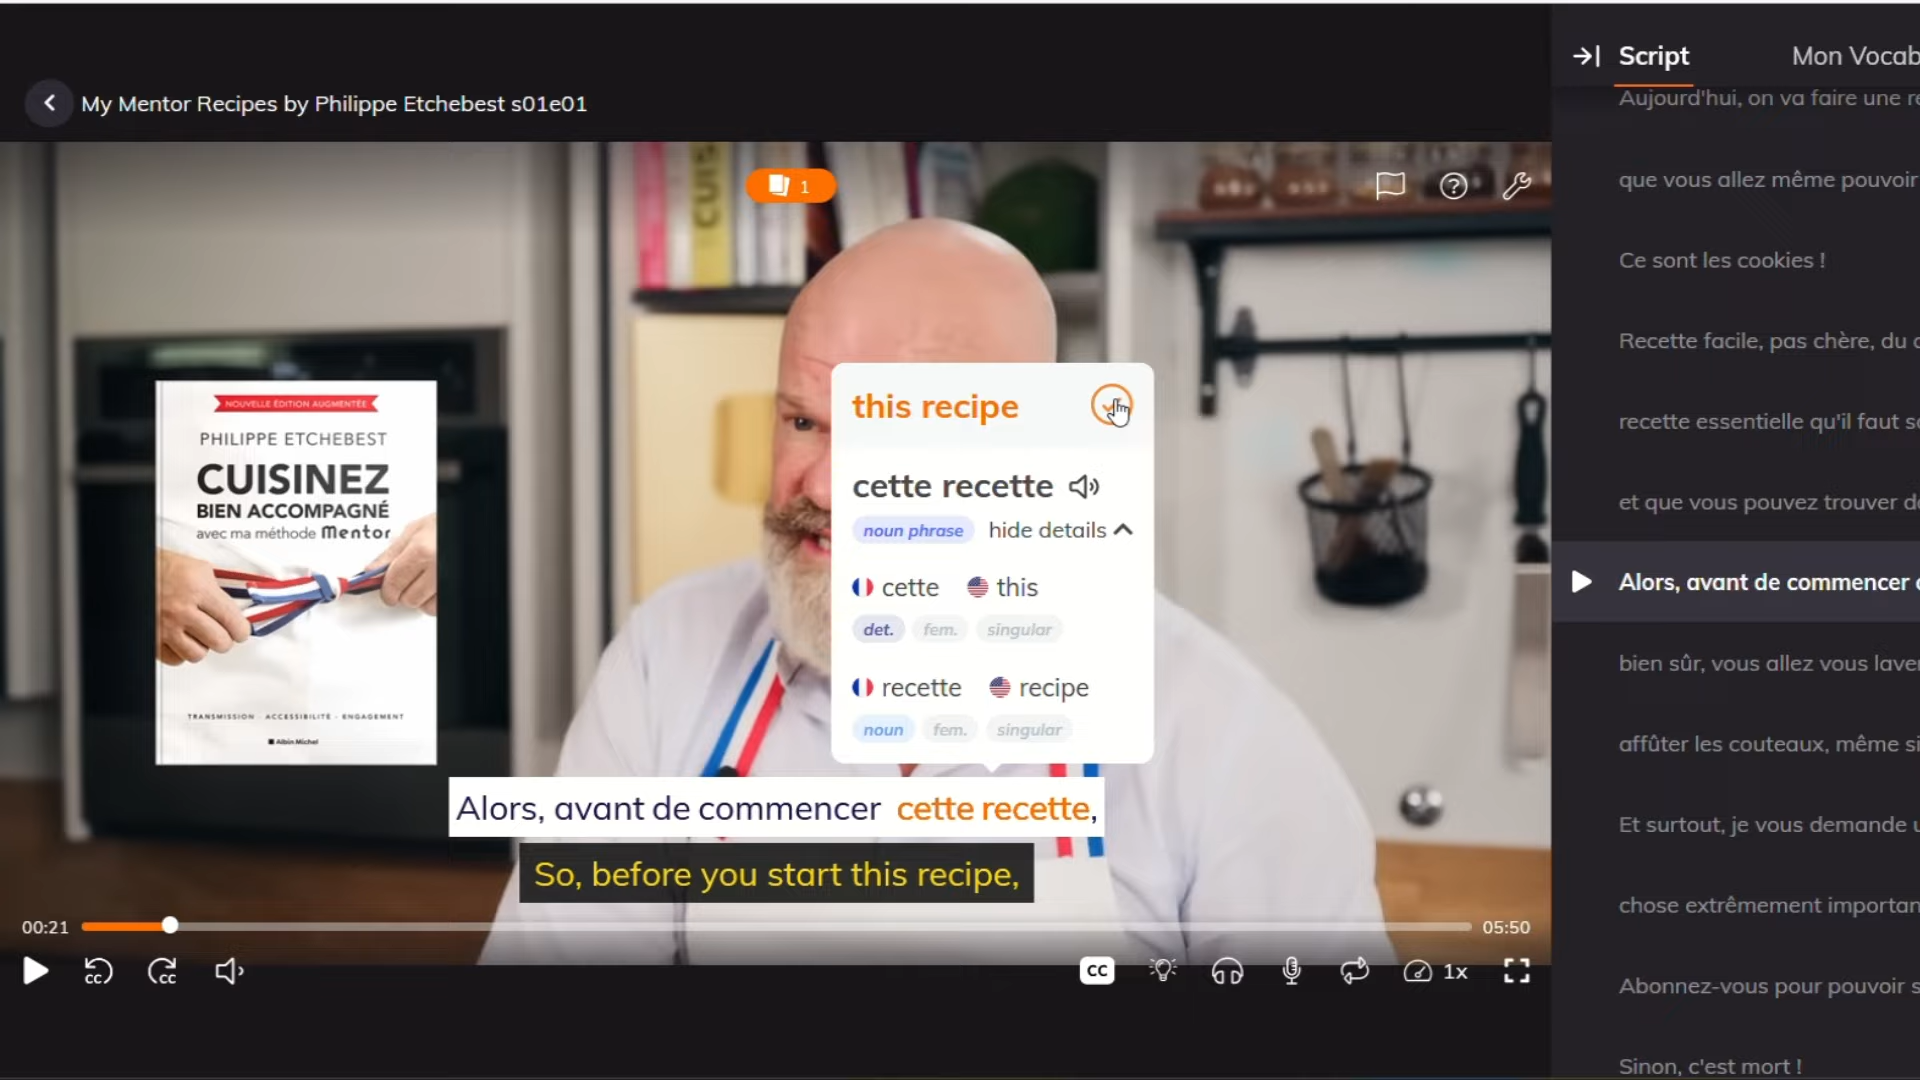 My Mentor Recipes by Philippe Etchebest s01e01
1
CUIS
NOUVELLE ÉDITION AUGMENTÉE
PHILIPPE ETCHEBEST
CUISINEZ
BIEN ACCOMPAGNÉ
avec ma méthode mentor
TRANSMISSION - ACCESSIBILITÉ - ENGAGEMENT
Albin Michel
this recipe
cette recette
noun phrase hide details
cette this
det. fem. singular
recette recipe
noun fem. singular
Alors, avant de commencer cette recette,
So, before you start this recipe,
00:21
05:50
cc
cc
CC
1x
Script
Mon Vocab
Aujourd'hui, on va faire une
que vous allez même pouvoir
Ce sont les cookies !
Recette facile, pas chère, du
recette essentielle qu'il faut
et que vous pouvez trouver
Alors, avant de commencer
bien sûr, vous allez vous
affûter les couteaux, même
Et surtout, je vous demande
chose extrêmement
Abonnez-vous pour pouvoir
Sinon, c'est mort !